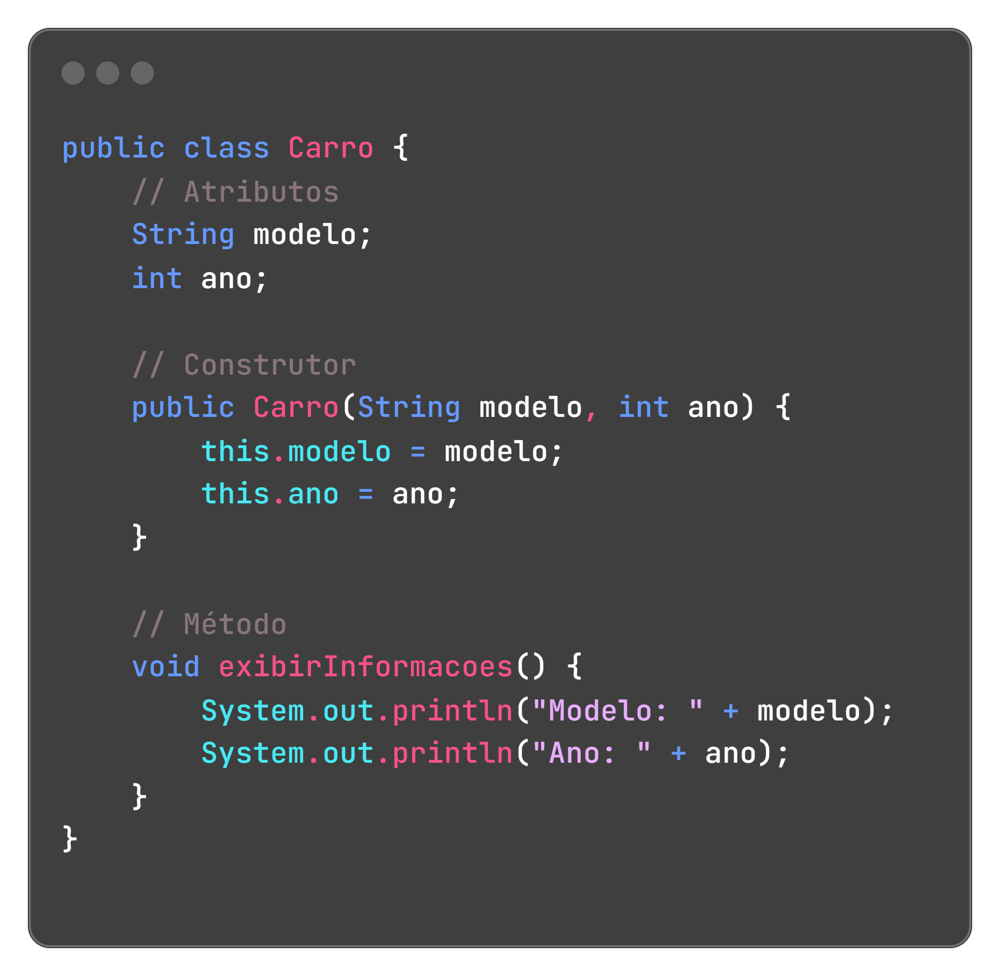 public class Carro {
    // Atributos
    String modelo;
    int ano;

    // Construtor
    public Carro(String modelo, int ano) {
        this.modelo = modelo;
        this.ano = ano;
    }

    // Método
    void exibirInformacoes() {
        System.out.println("Modelo: " + modelo);
        System.out.println("Ano: " + ano);
    }
}